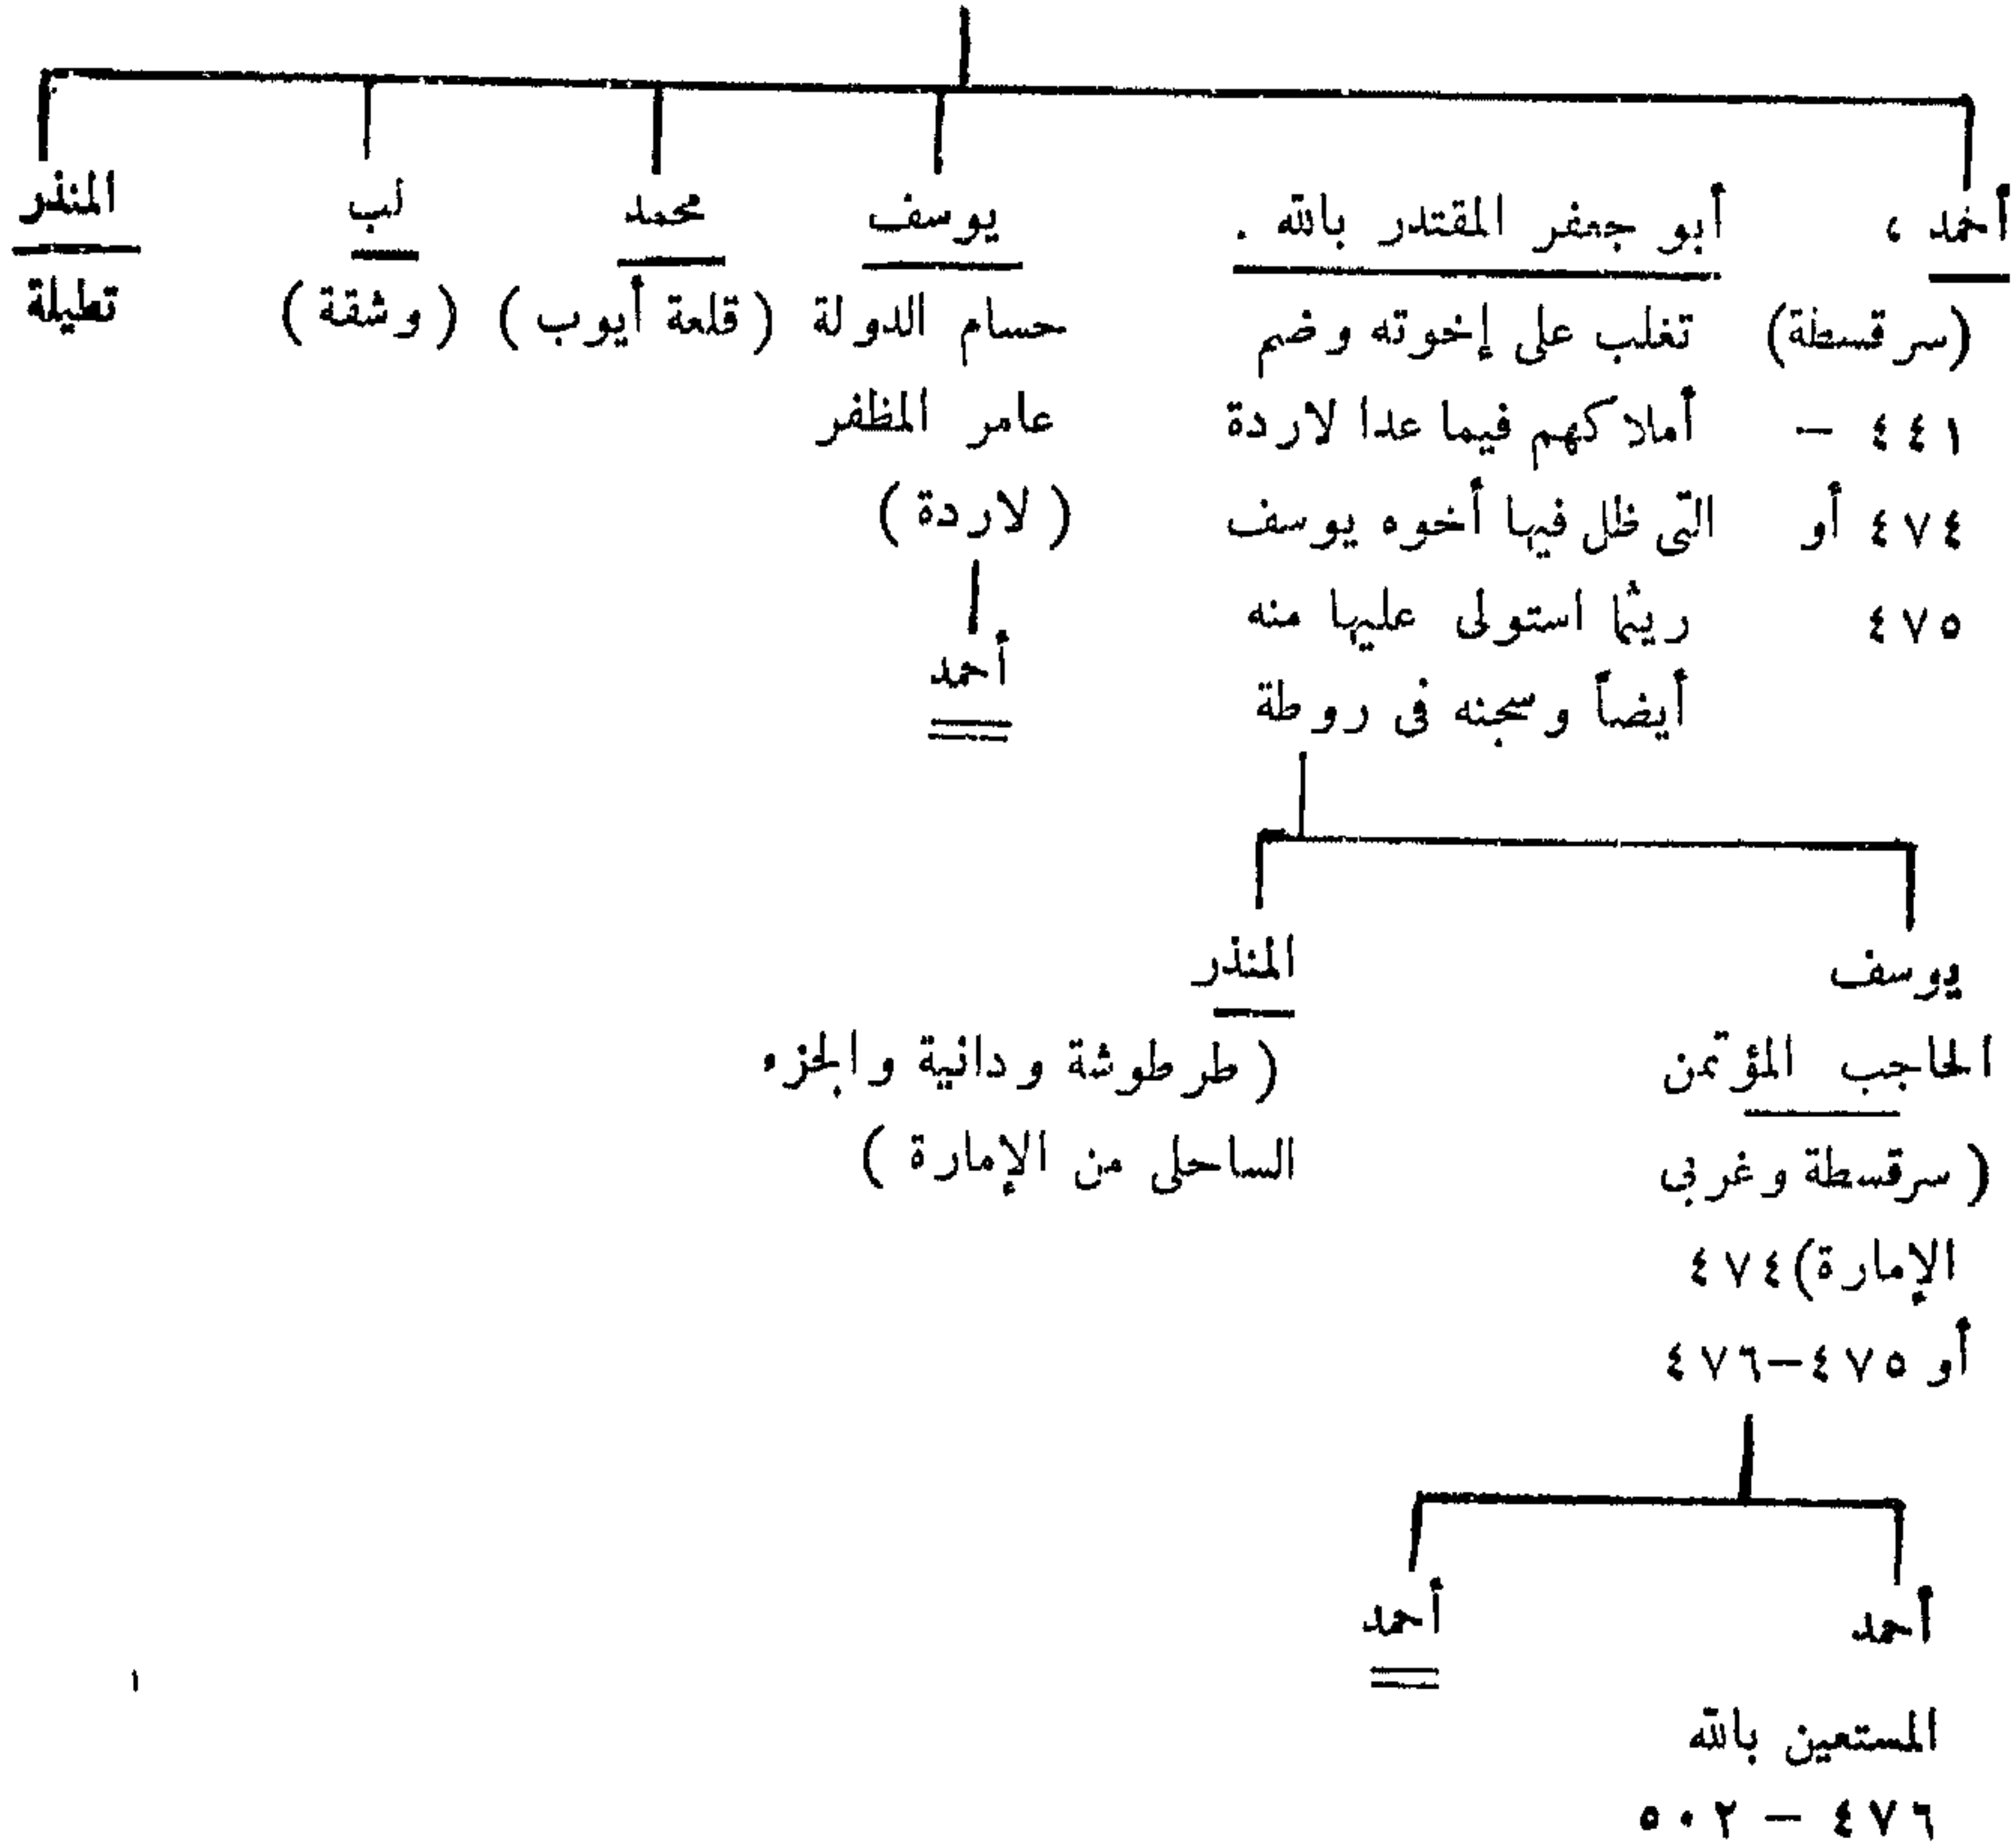 أحمد ،
(سرقسطة)
٤٤١ —
٤٧٤ أو
٤٧٥
أبو جعفر المقتدر بالله .
تغلب على إخوته وضم
أملاكهم فيما عدا لاردة
التى ظل فيها أخوه يوسف
ريثما استولى عليها منه
أيضاً وسجنه فى روطة
يوسف
حسام الدولة
عامر المظفر
( لاردة )
أحمد
محمد
( قلعة أيوب )
لب
( وشقة )
المنذر
تطيلة
يوسف
الحاجب المؤتمن
( سرقسطة وغربى
الإمارة) ٤٧٤
أو ٤٧٥—٤٧٦
المنذر
( طرطوشة ودانية والجزء
الساحلى من الإمارة )
أحمد
المستعين بالله
٤٧٦ — ٥٠٢
أحمد
١